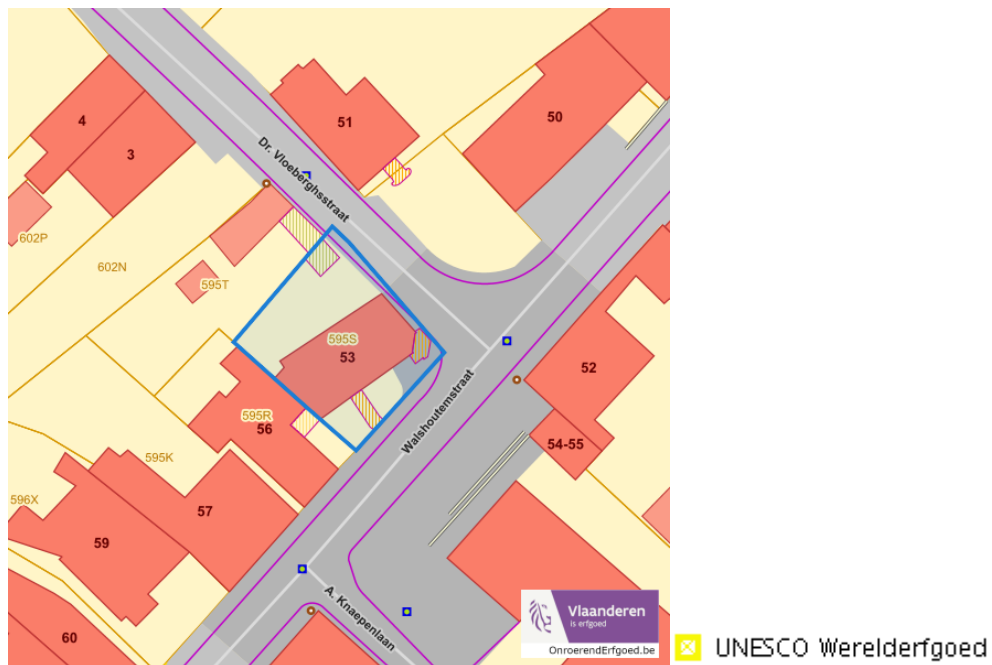 51
50
4
3
Dr. Vloeberghsstraat
602P
602N
595T
595S
53
52
Walshoutemstraat
595R
56
54-55
595K
596X
57
59
A. Knaepenlaan
60
Vlaanderen
is erfgoed
OnroerendErfgoed.be
UNESCO Werelderfgoed